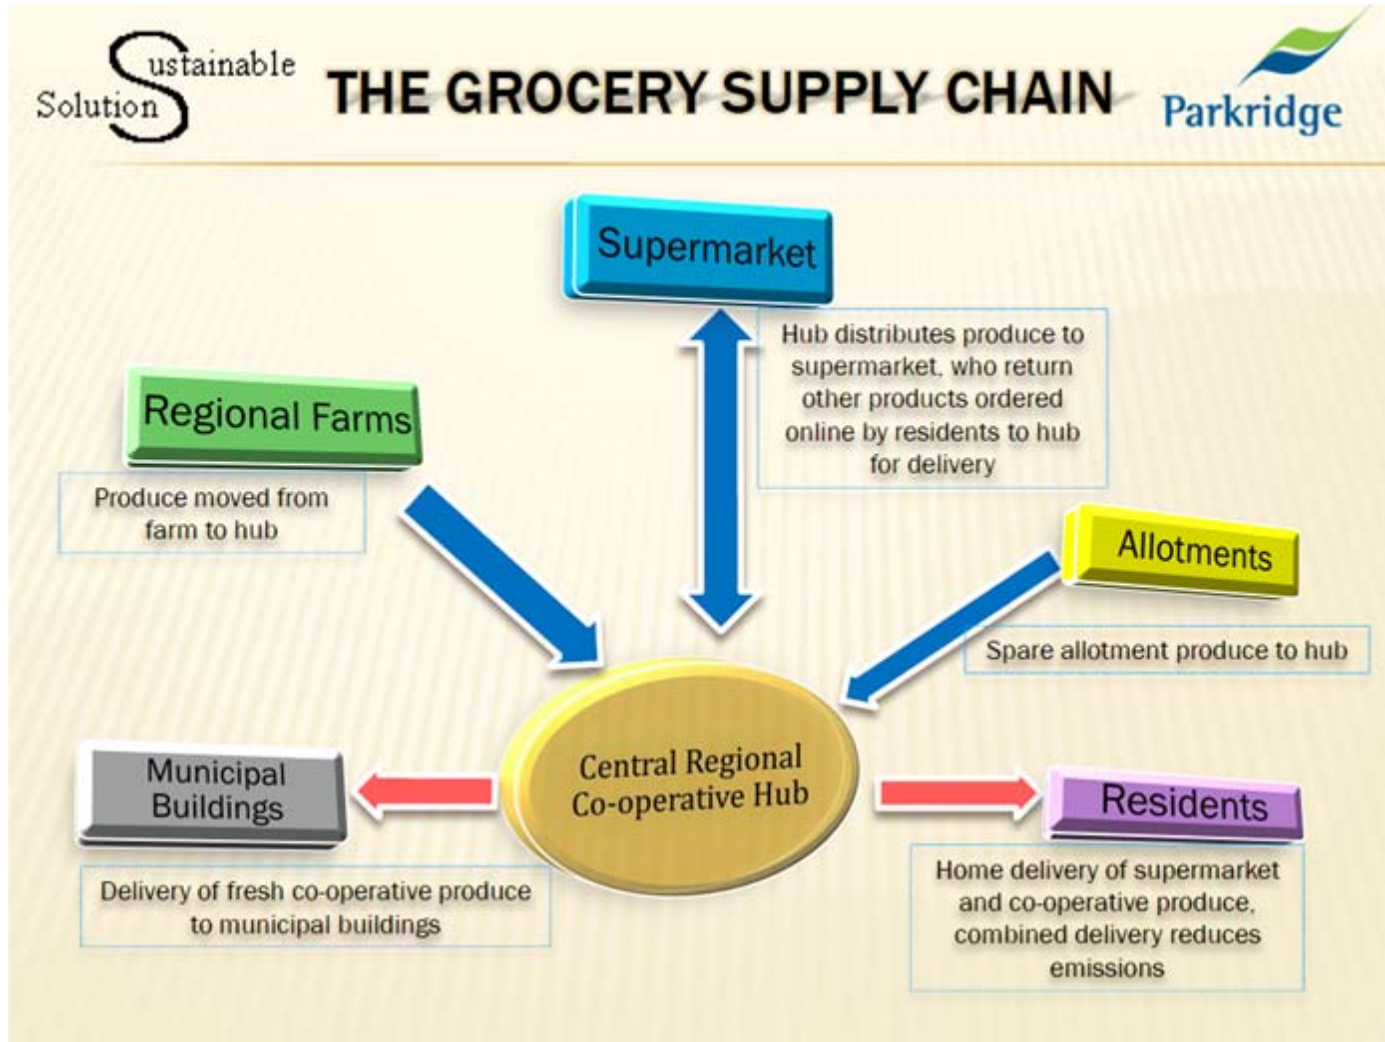 Sustainable
Solution
THE GROCERY SUPPLY CHAIN
Parkridge
Supermarket
Hub distributes produce to
supermarket, who return
other products ordered
online by residents to hub
for delivery
Regional Farms
Produce moved from
farm to hub
Allotments
Spare allotment produce to hub
Central Regional
Co-operative Hub
Municipal
Buildings
Delivery of fresh co-operative produce
to municipal buildings
Residents
Home delivery of supermarket
and co-operative produce,
combined delivery reduces
emissions